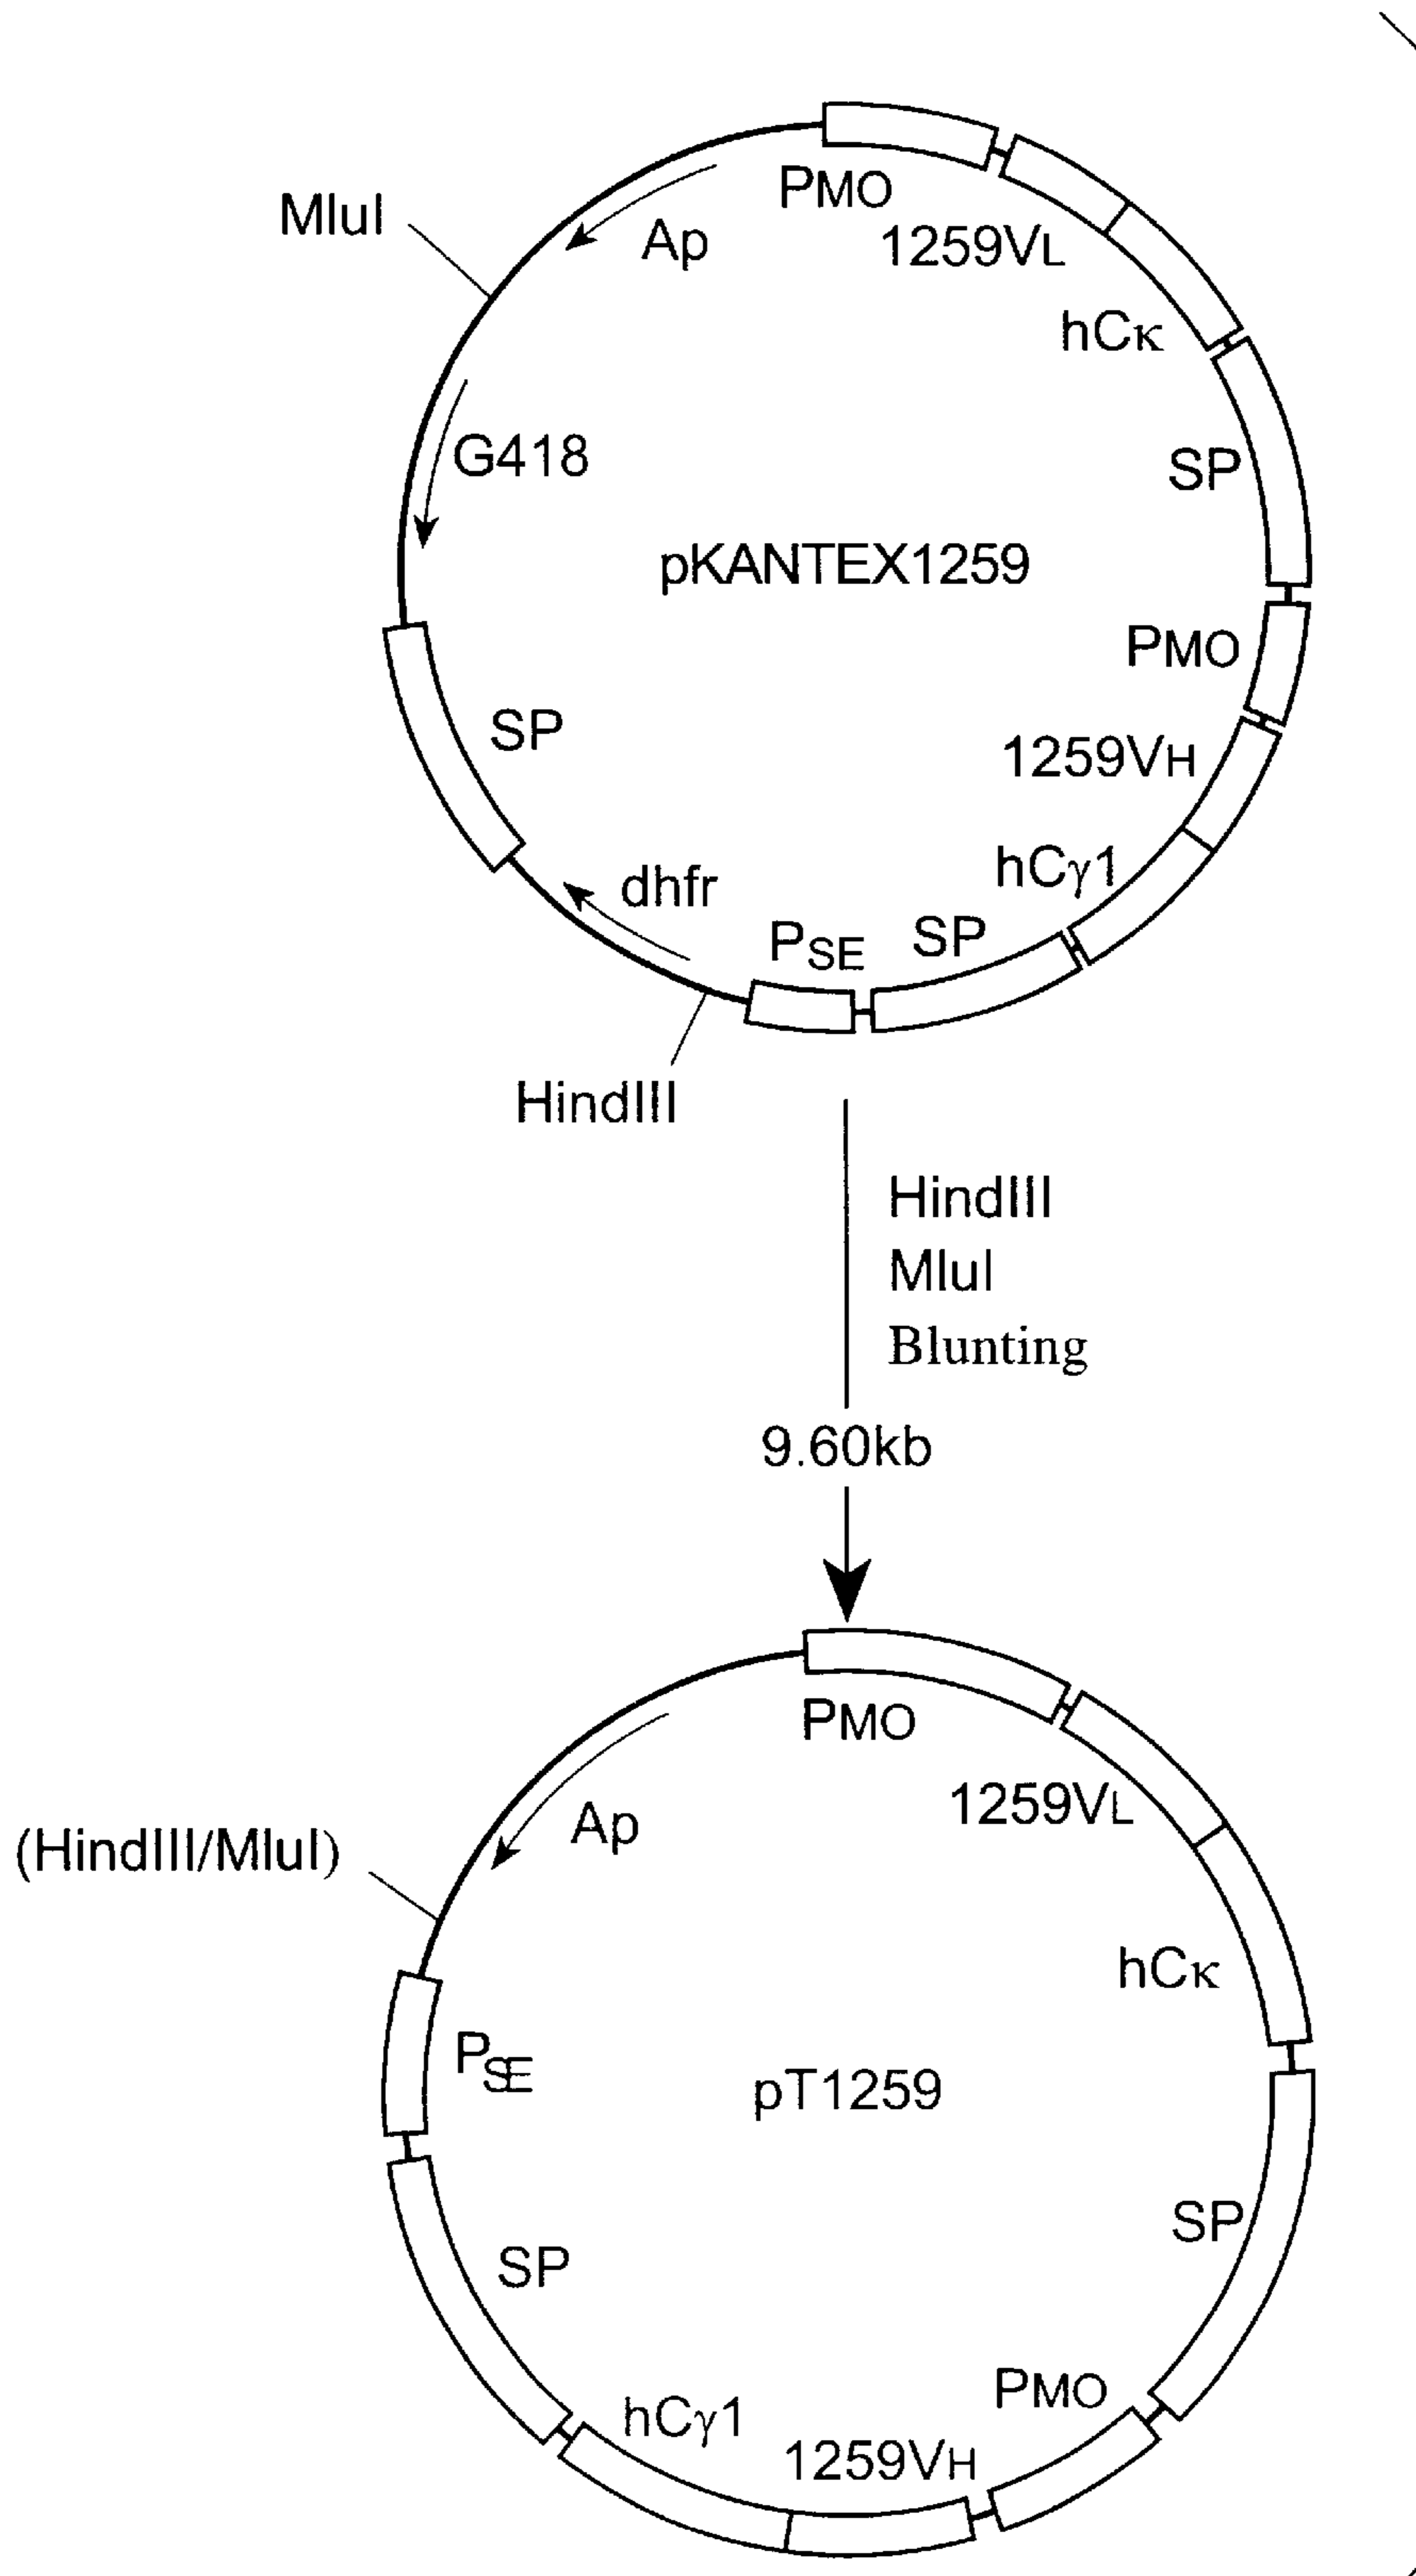 PMO
MluI
Ap
1259VL
hCκ
G418
SP
pKANTEX1259
PMO
SP
1259VH
hCγ1
dhfr
PSE
SP
HindIII
HindIII
MluI
Blunting
9.60kb
PMO
1259VL
Ap
(HindIII/MluI)
hCκ
PSE
pT1259
SP
SP
PMO
hCγ1
1259VH